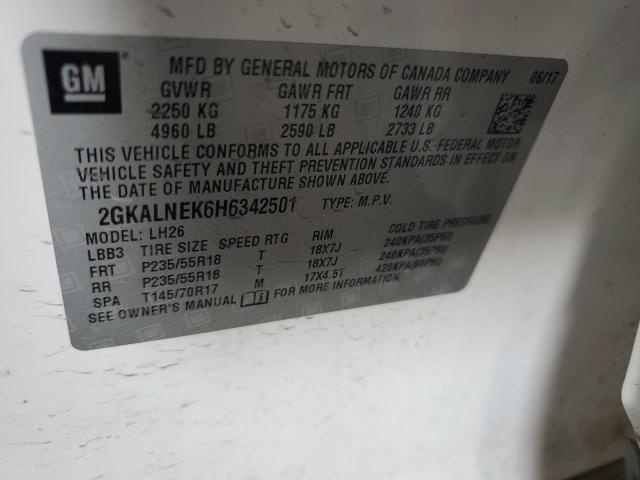 GM
MFD BY GENERAL MOTORS OF CANADA COMPANY 06/17
GVWR GAWR FRT GAWR RR
2250 KG 1175 KG 1240 KG
4960 LB 2590 LB 2733 LB
THIS VEHICLE CONFORMS TO ALL APPLICABLE U.S. FEDERAL MOTOR
VEHICLE SAFETY AND THEFT PREVENTION STANDARDS IN EFFECT ON
THE DATE OF MANUFACTURE SHOWN ABOVE.
2GKALNEK6H6342501 TYPE: M.P.V.
MODEL: LH26
LBB3 TIRE SIZE SPEED RTG RIM COLD TIRE PRESSURE
FRT P235/55R18 T 18X7J 240KPA(35PSI)
RR P235/55R18 T 18X7J 240KPA(35PSI)
SPA T145/70R17 M 17X4.5T 420KPA(60PSI)
SEE OWNER'S MANUAL FOR MORE INFORMATION.